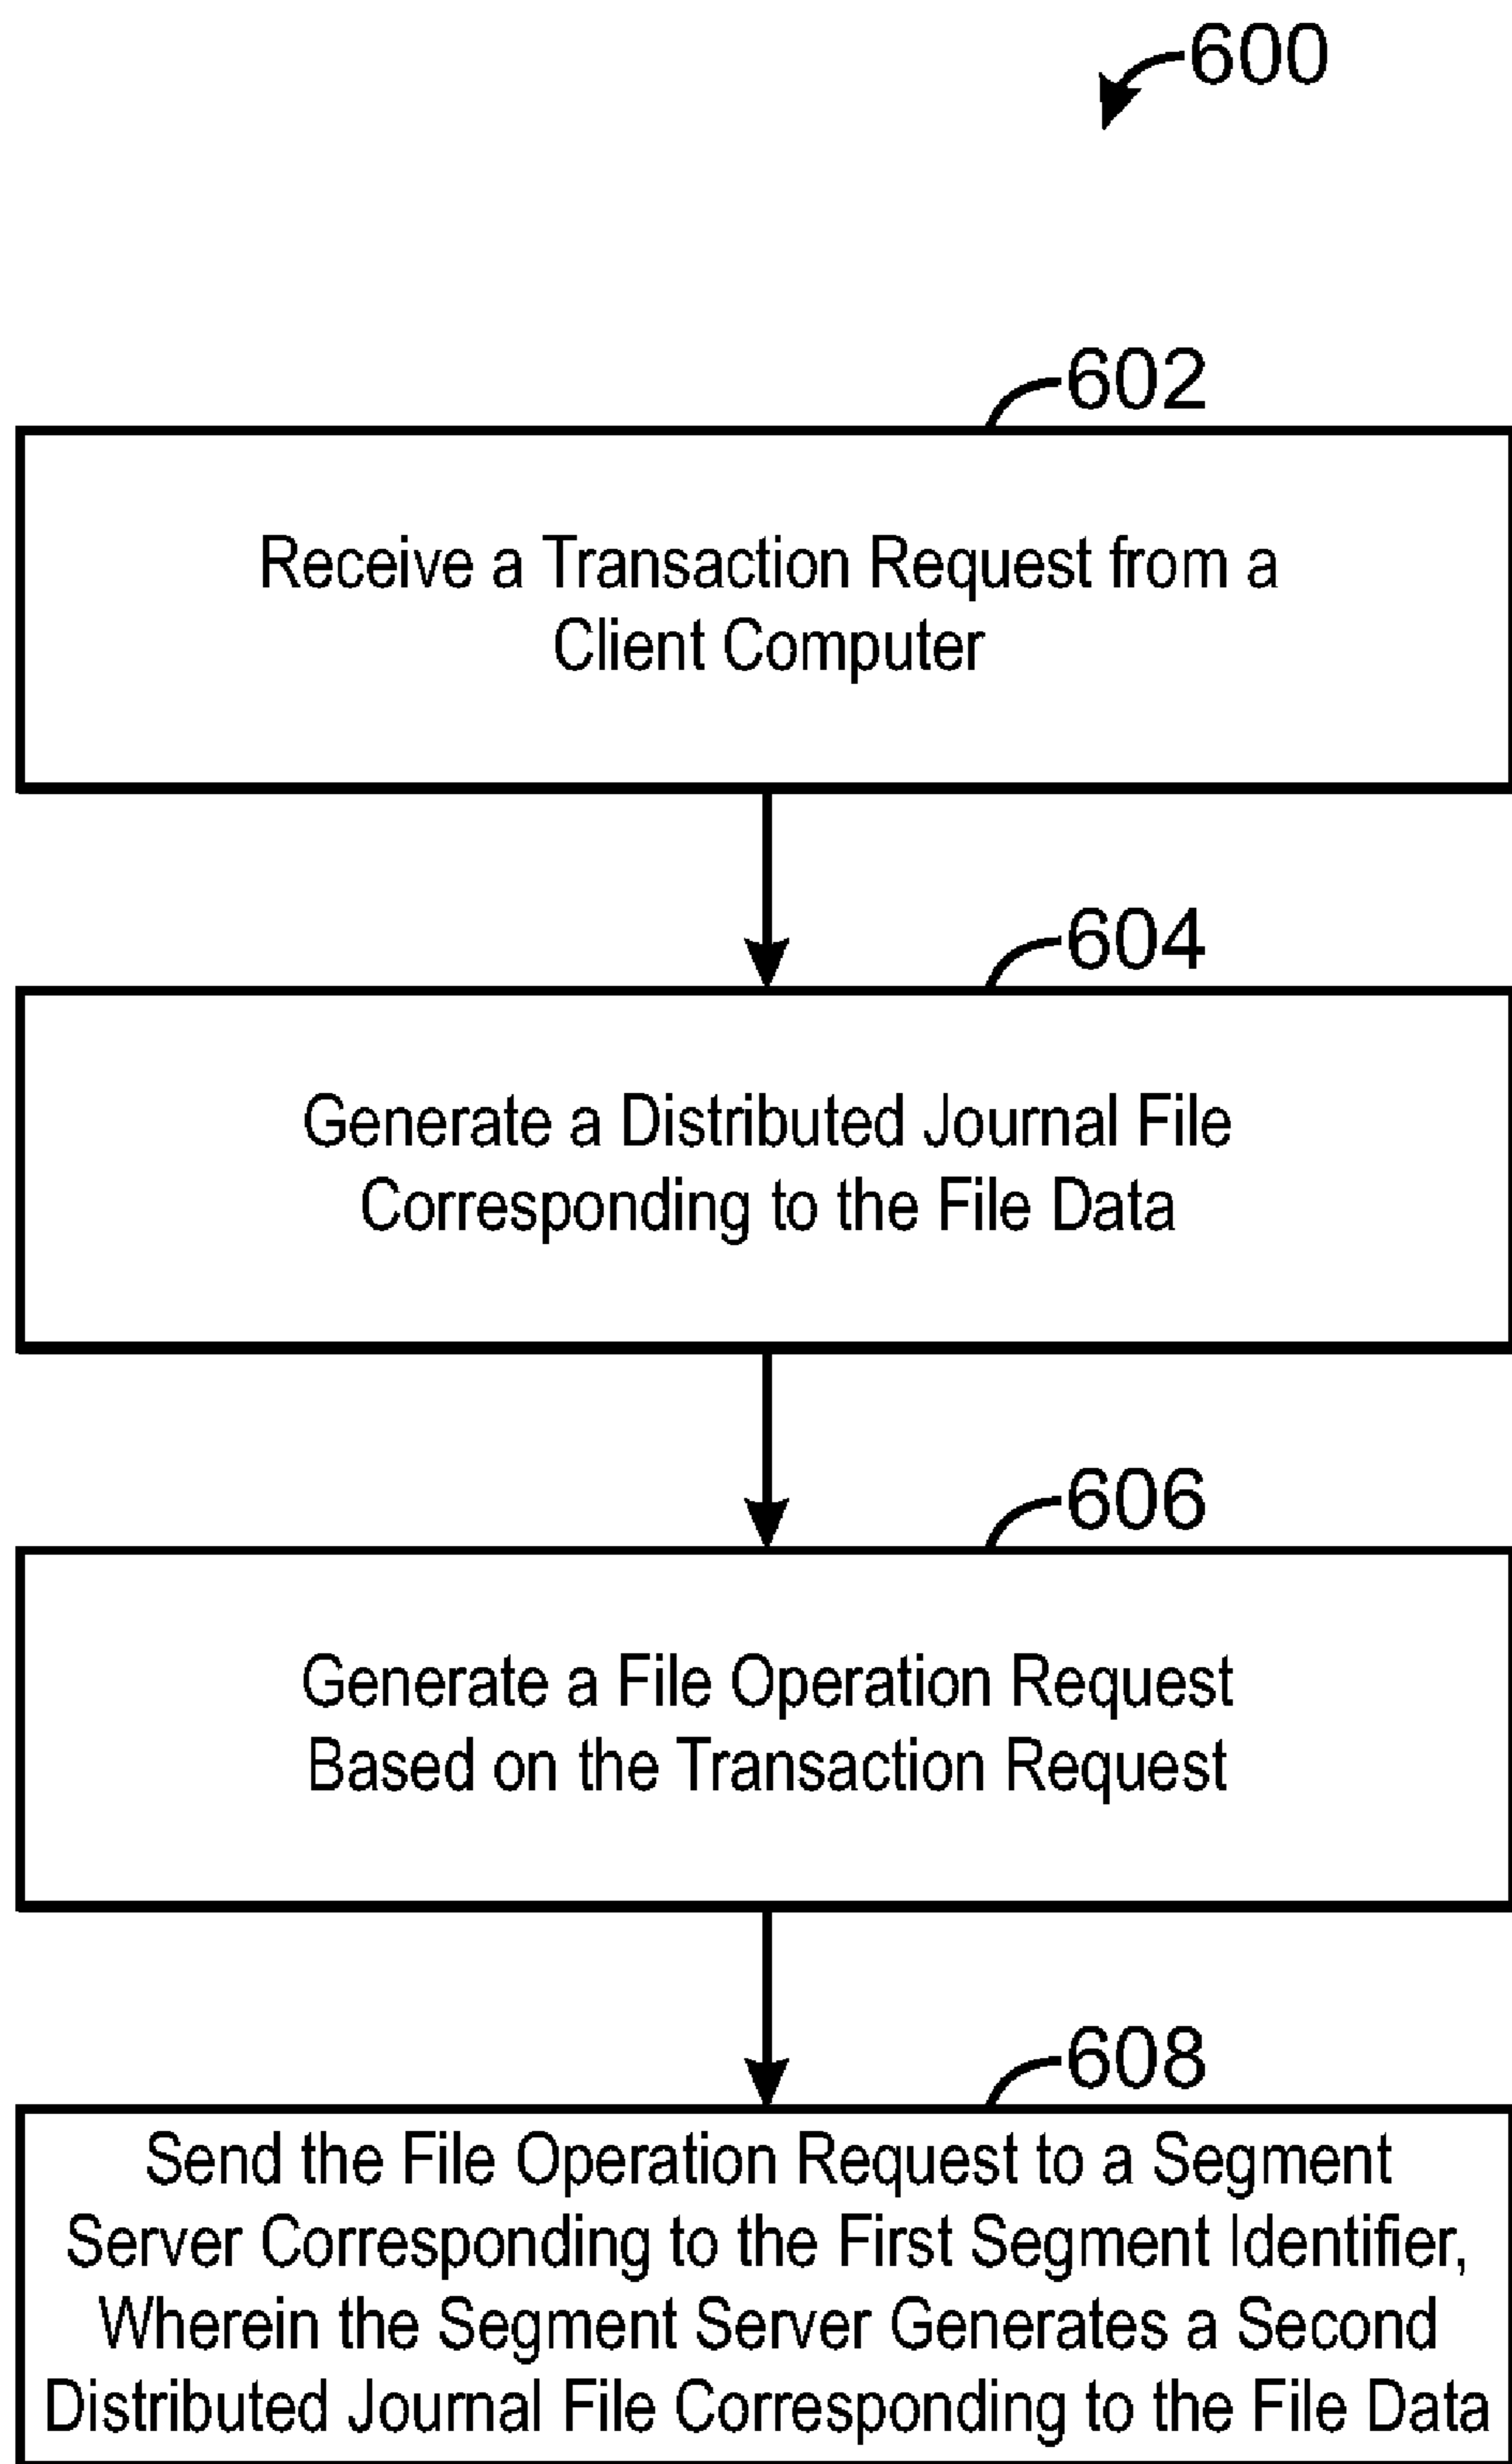 600
602
Receive a Transaction Request from a
Client Computer
604
Generate a Distributed Journal File
Corresponding to the File Data
606
Generate a File Operation Request
Based on the Transaction Request
608
Send the File Operation Request to a Segment
Server Corresponding to the First Segment Identifier,
Wherein the Segment Server Generates a Second
Distributed Journal File Corresponding to the File Data